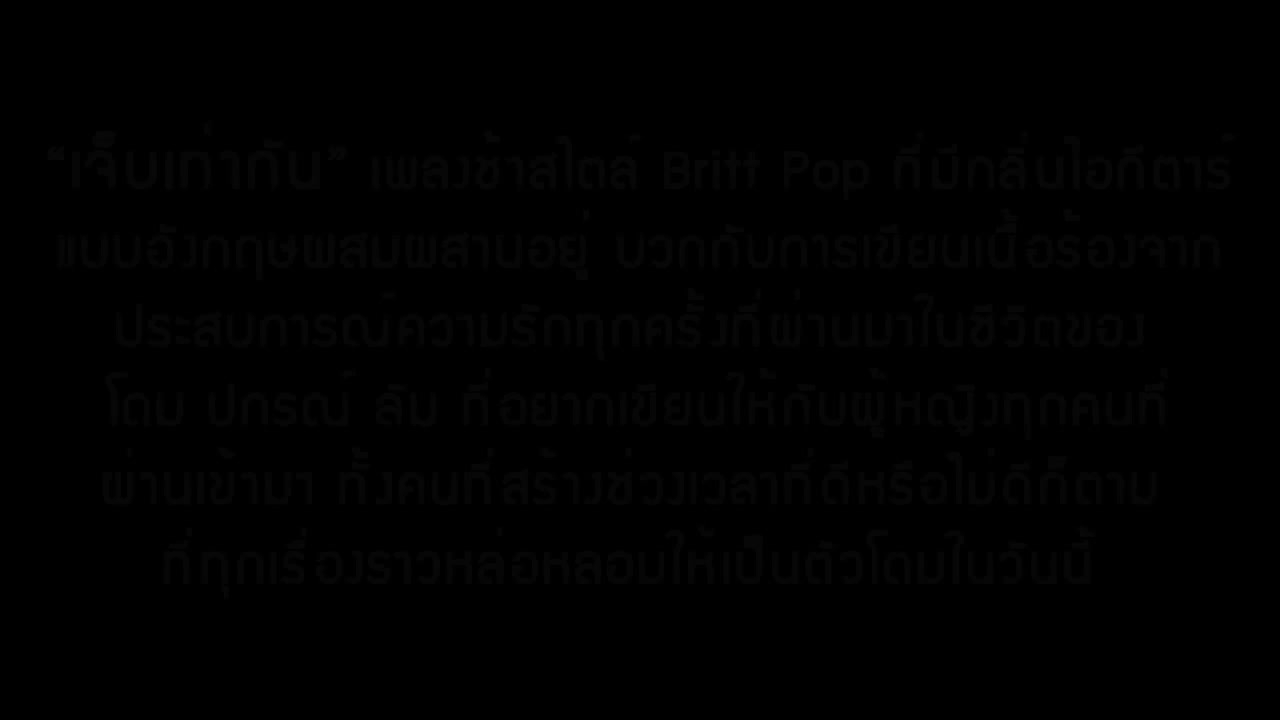 “เจ็บเท่ากัน” เพลงช้าสไตล์ Britt Pop ที่มีกลิ่นไอกีตาร์
แบบอังกฤษผสมผสานอยู่ บวกกับการเขียนเนื้อร้องจาก
ประสบการณ์ความรักทุกครั้งที่ผ่านมาในชีวิตของ
โดม ปกรณ์ ลัม ที่อยากเขียนให้กับผู้หญิงทุกคนที่
ผ่านเข้ามา ทั้งคนที่สร้างช่วงเวลาที่ดีหรือไม่ดีก็ตาม
ที่ทุกเรื่องราวหล่อหลอมให้เป็นตัวโดมในวันนี้